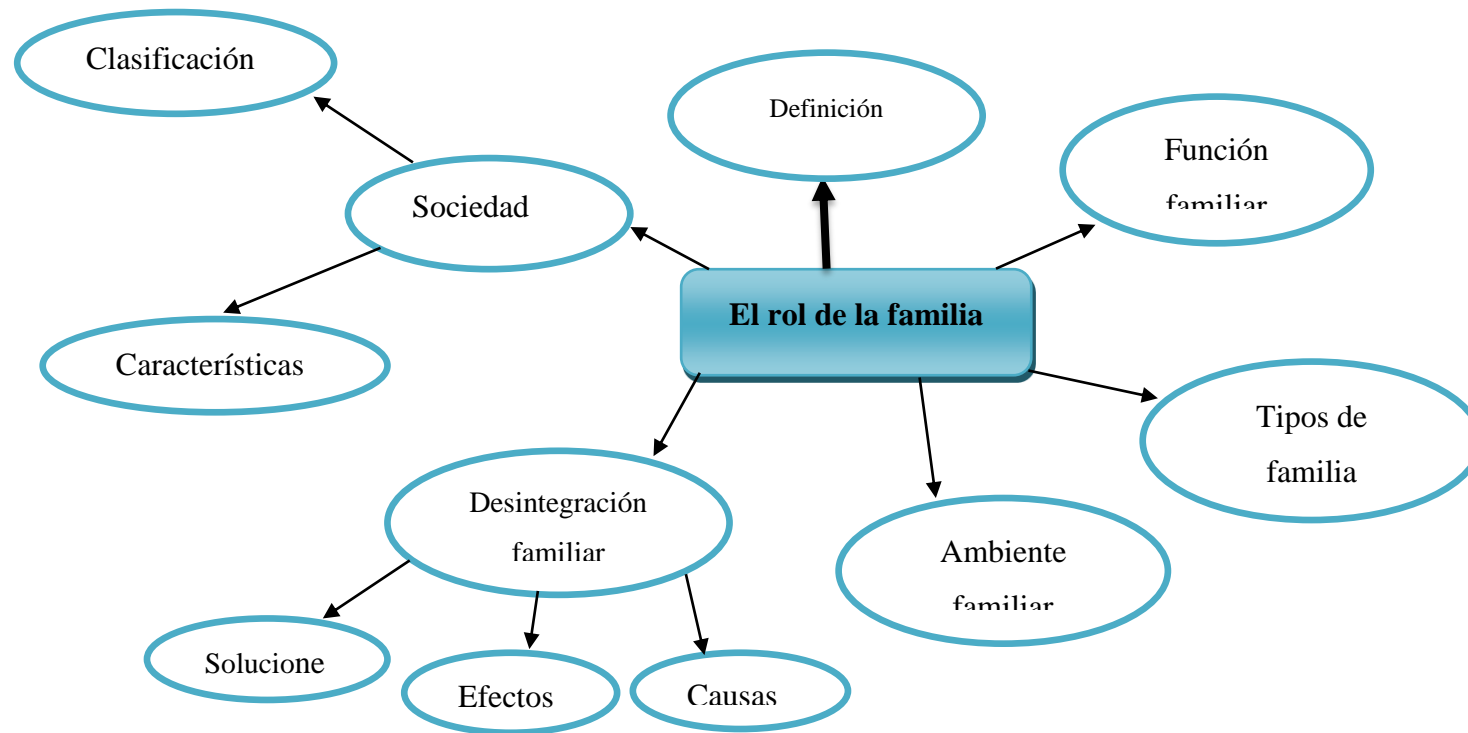 Clasificación
Definición
Función
familiar
Sociedad
El rol de la familia
Características
Tipos de
familia
Desintegración
familiar
Ambiente
familiar
Solucione
Efectos
Causas